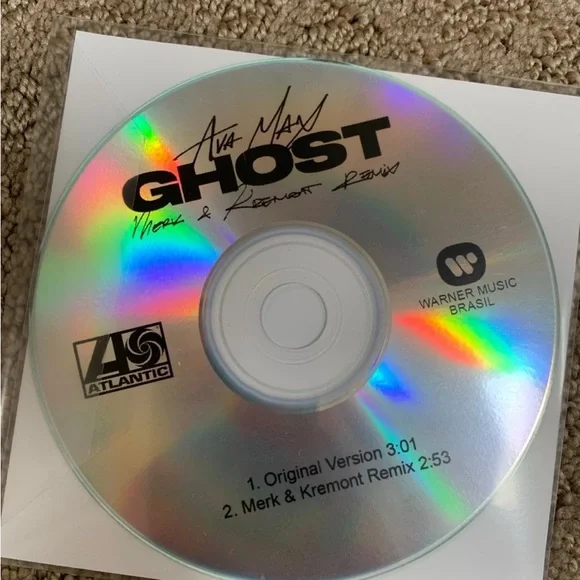 AVA MAX
GHOST
MERK & KREMONT REMIX
WARNER MUSIC
BRASIL
ATLANTIC
1. Original Version 3:01
2. Merk & Kremont Remix 2:53